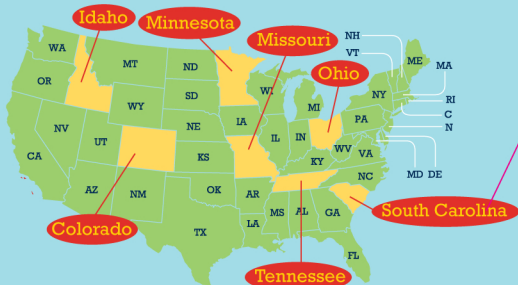 Idaho
Minnesota
Missouri
Ohio
NH
VT
ME
MA
WA
MT
ND
OR
SD
WI
NY
RI
WY
MI
C
PA
N
IA
NE
NV
UT
IL
IN
WV
VA
MD DE
CA
KS
KY
NC
AZ
NM
OK
AR
South Carolina
MS
AL
GA
Colorado
TX
LA
FL
Tennessee